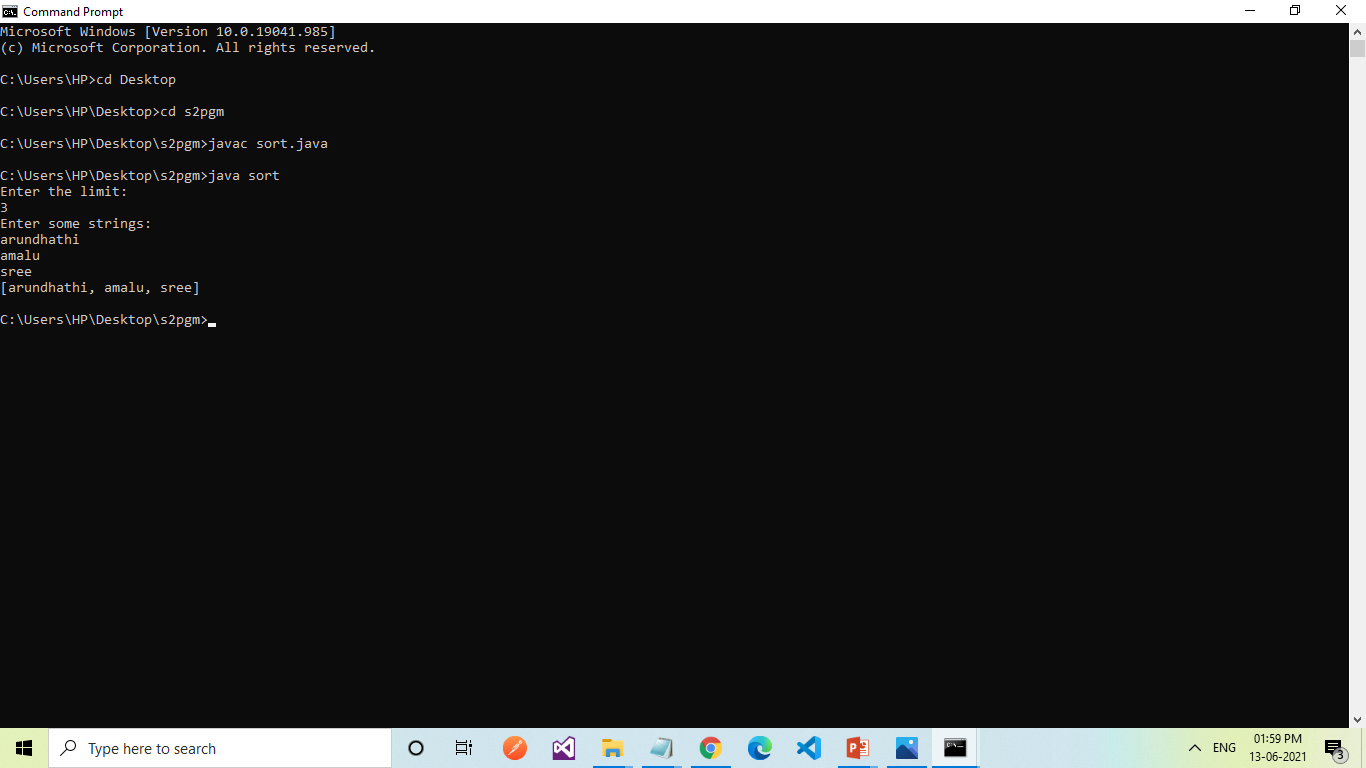 Command Prompt
Microsoft Windows [Version 10.0.19041.985]
(c) Microsoft Corporation. All rights reserved.
C:\Users\HP>cd Desktop
C:\Users\HP\Desktop>cd s2pgm
C:\Users\HP\Desktop\s2pgm>javac sort.java
C:\Users\HP\Desktop\s2pgm>java sort
Enter the limit:
3
Enter some strings:
arundhathi
amalu
sree
[arundhathi, amalu, sree]
C:\Users\HP\Desktop\s2pgm>
Type here to search
ENG
01:59 PM
13-06-2021
3